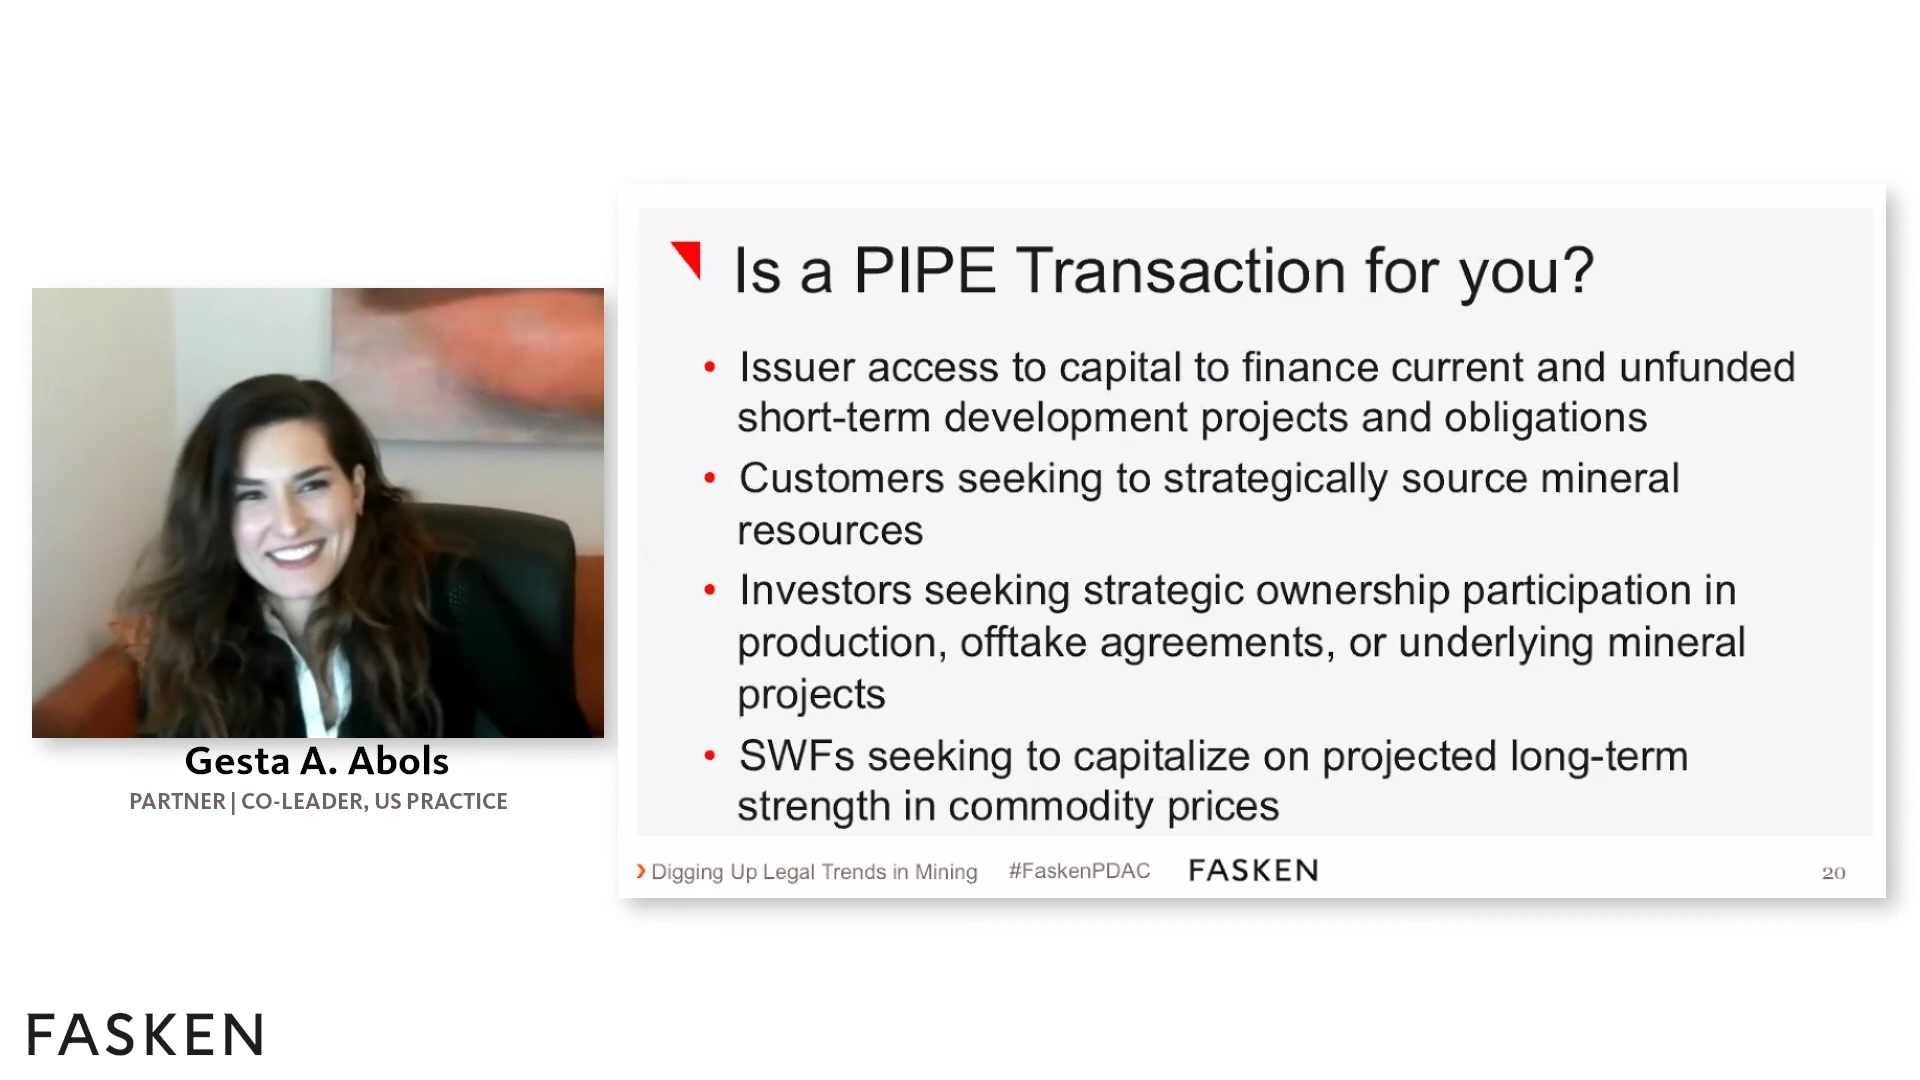 Is a PIPE Transaction for you?
• Issuer access to capital to finance current and unfunded
short-term development projects and obligations
• Customers seeking to strategically source mineral
resources
• Investors seeking strategic ownership participation in
production, offtake agreements, or underlying mineral
projects
• SWFs seeking to capitalize on projected long-term
strength in commodity prices
› Digging Up Legal Trends in Mining #FaskenPDAC FASKEN 20
Gesta A. Abols
PARTNER | CO-LEADER, US PRACTICE
FASKEN